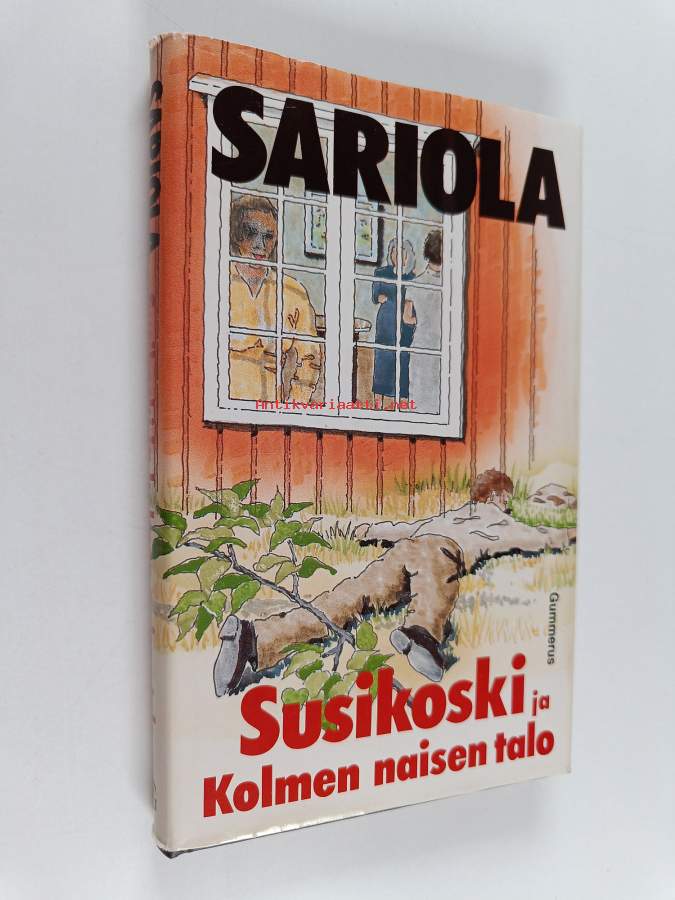 SARIOLA
Antikvariaatti.net
Gummerus
Susikoski ja
Kolmen naisen talo
SARIOLA